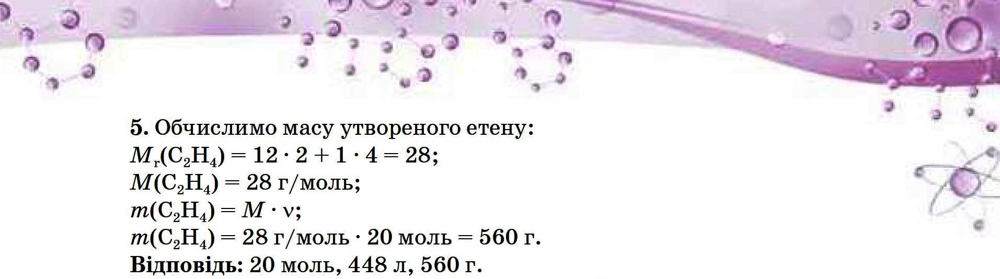 5. Обчислимо масу утвореного етену:
Mᵣ(C₂H₄) = 12 · 2 + 1 · 4 = 28;
M(C₂H₄) = 28 г/моль;
m(C₂H₄) = M · ν;
m(C₂H₄) = 28 г/моль · 20 моль = 560 г.
Відповідь: 20 моль, 448 л, 560 г.